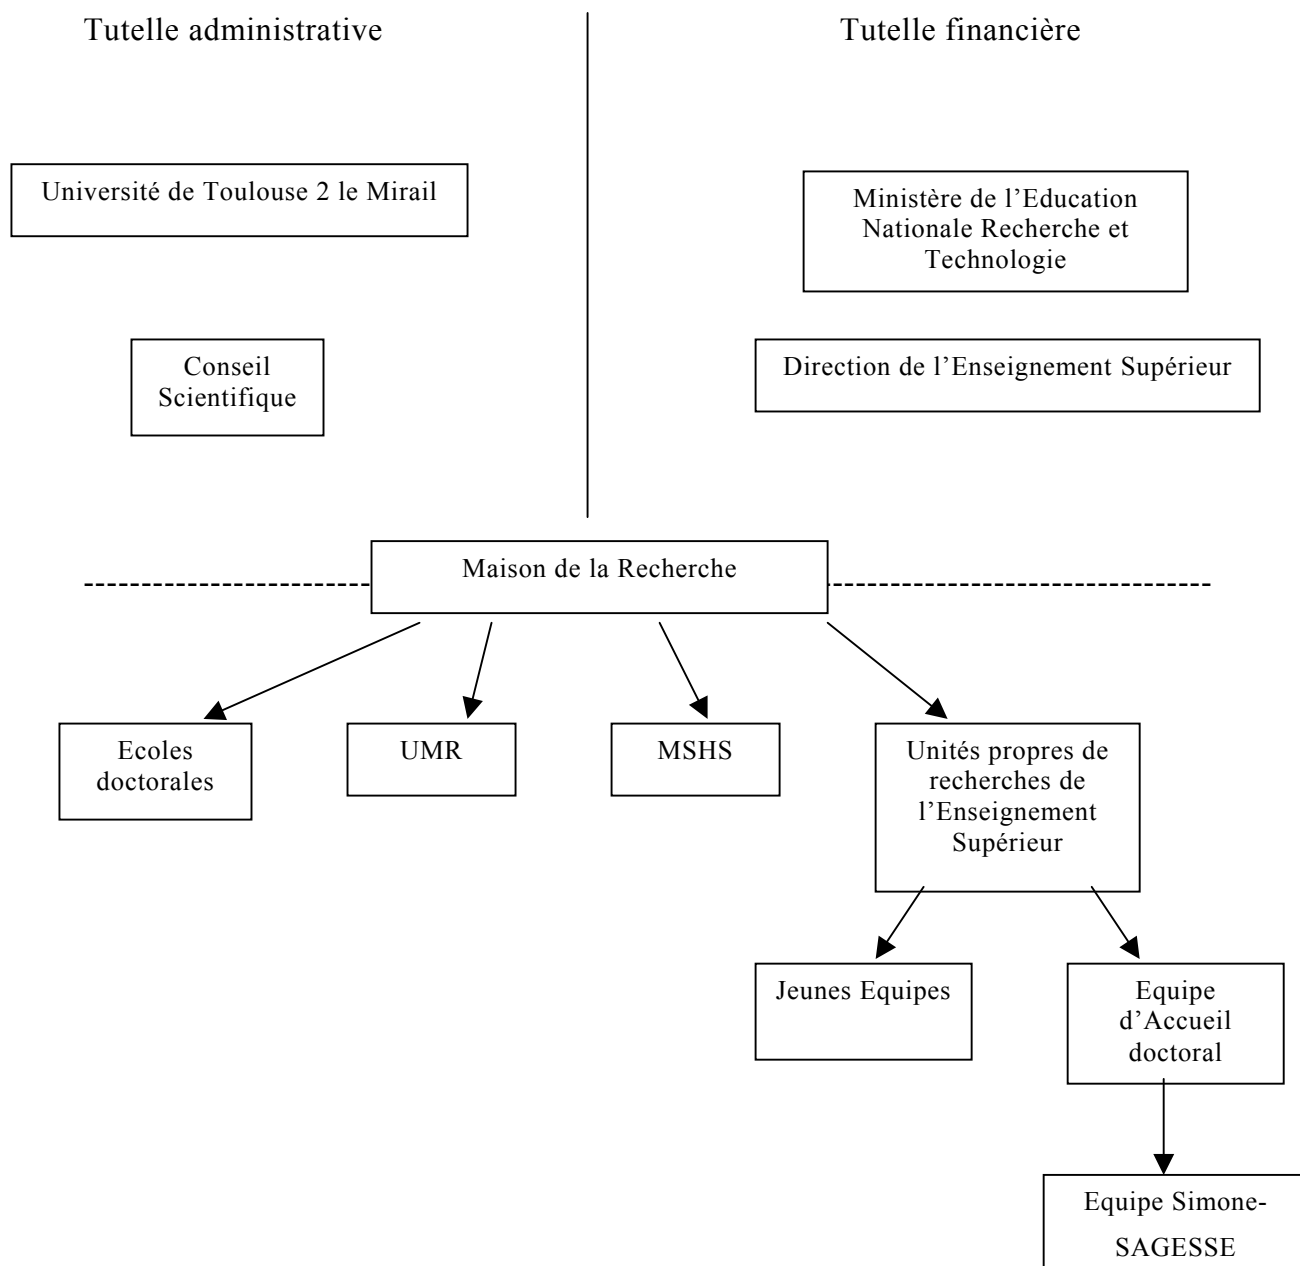 Tutelle administrative
Tutelle financière
Université de Toulouse 2 le Mirail
Ministère de l’Education
Nationale Recherche et
Technologie
Conseil
Scientifique
Direction de l’Enseignement Supérieur
Maison de la Recherche
Ecoles
doctorales
UMR
MSHS
Unités propres de
recherches de
l’Enseignement
Supérieur
Jeunes Equipes
Equipe
d’Accueil
doctoral
Equipe Simone-
SAGESSE